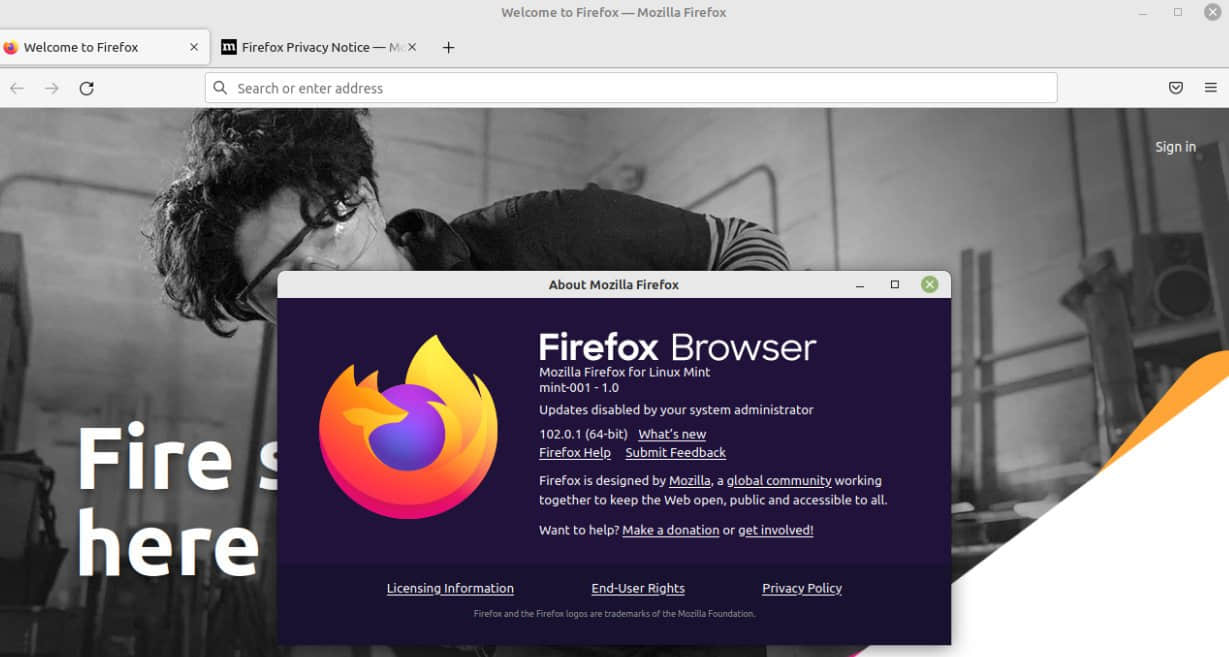 Welcome to Firefox — Mozilla Firefox
Welcome to Firefox
Firefox Privacy Notice — Mo
Search or enter address
Sign in
About Mozilla Firefox
Firefox Browser
Mozilla Firefox for Linux Mint
mint-001 - 1.0
Updates disabled by your system administrator
102.0.1 (64-bit) What's new
Firefox Help Submit Feedback
Firefox is designed by Mozilla, a global community working
together to keep the Web open, public and accessible to all.
Want to help? Make a donation or get involved!
Fire s
here
Licensing Information End-User Rights Privacy Policy
Firefox and the Firefox logos are trademarks of the Mozilla Foundation.